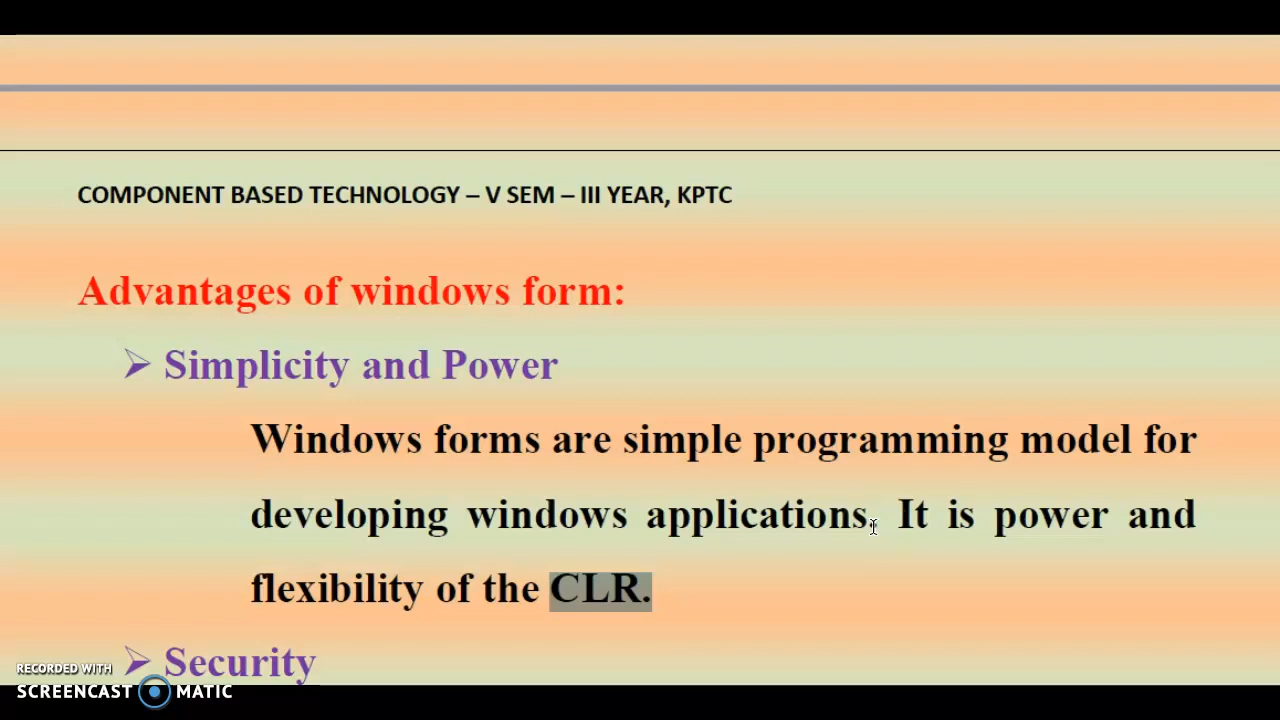 COMPONENT BASED TECHNOLOGY – V SEM – III YEAR, KPTC
Advantages of windows form:
➢ Simplicity and Power
Windows forms are simple programming model for
developing windows applications. It is power and
flexibility of the CLR.
➢ Security
RECORDED WITH
SCREENCAST MATIC